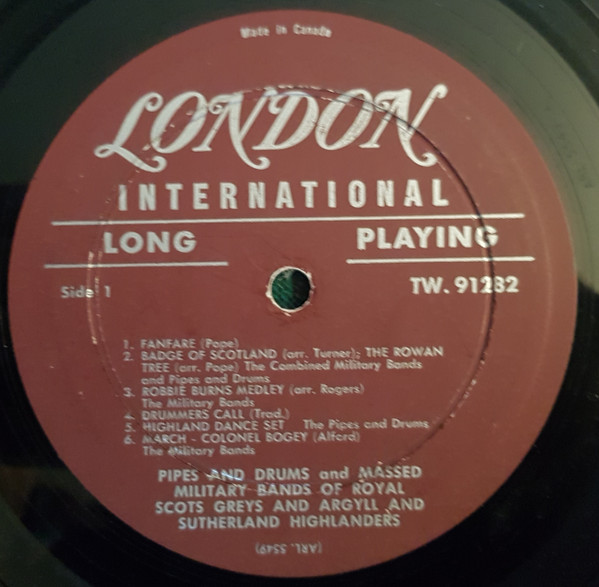 Made in Canada
LONDON
INTERNATIONAL
LONG PLAYING
Side 1 TW. 91232
1. FANFARE (Pope)
2. BADGE OF SCOTLAND (arr. Turner); THE ROWAN
TREE (arr. Pope) The Combined Military Bands
and Pipes and Drums
3. ROBBIE BURNS MEDLEY (arr. Rogers)
The Military Bands
4. DRUMMERS CALL (Trad.)
5. HIGHLAND DANCE SET The Pipes and Drums
6. MARCH - COLONEL BOGEY (Alford)
The Military Bands
PIPES AND DRUMS and MASSED
MILITARY BANDS OF ROYAL
SCOTS GREYS AND ARGYLL AND
SUTHERLAND HIGHLANDERS
(ARL. 5549)